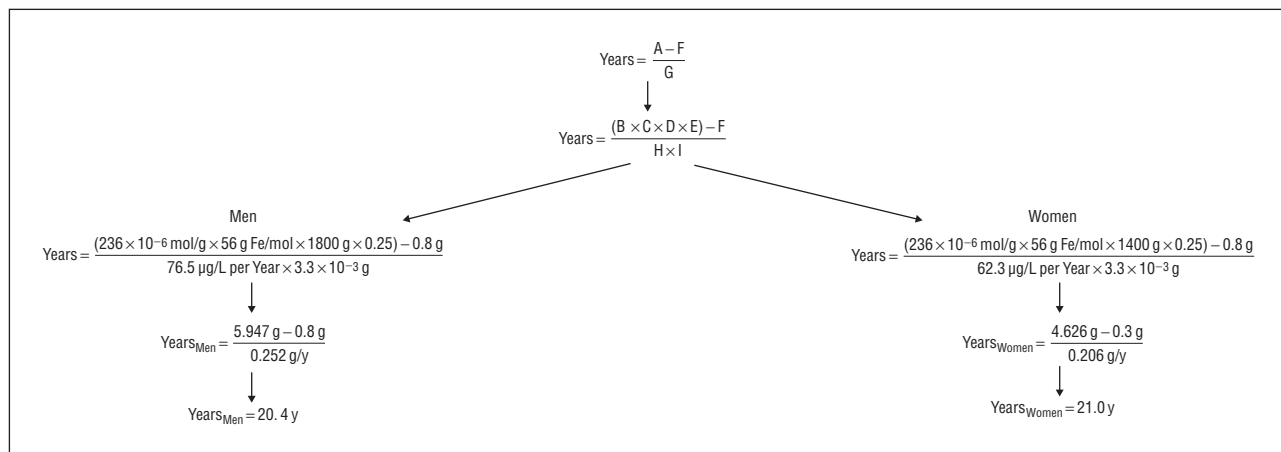 Years = A – F / G
Years = (B × C × D × E) – F / H × I
Men
Years = (236 × 10⁻⁶ mol/g × 56 g Fe/mol × 1800 g × 0.25) – 0.8 g / 76.5 µg/L per Year × 3.3 × 10⁻³ g
Years_Men = 5.947 g – 0.8 g / 0.252 g/y
Years_Men = 20. 4 y
Women
Years = (236 × 10⁻⁶ mol/g × 56 g Fe/mol × 1400 g × 0.25) – 0.8 g / 62.3 µg/L per Year × 3.3 × 10⁻³ g
Years_Women = 4.626 g – 0.3 g / 0.206 g/y
Years_Women = 21.0 y